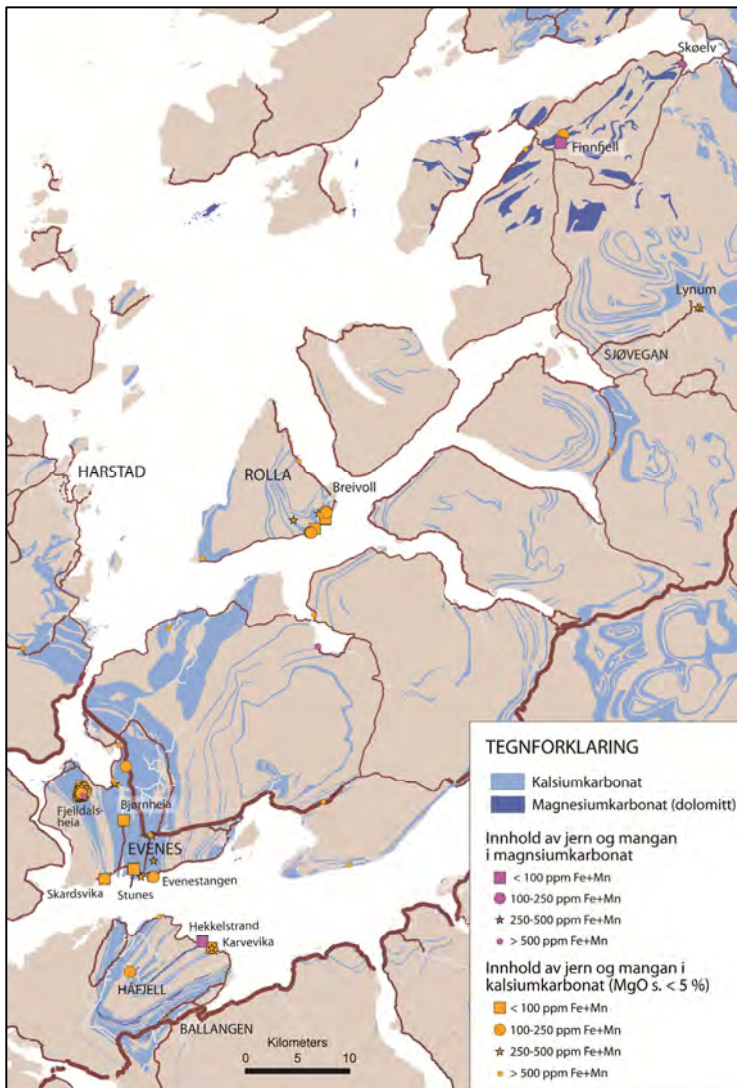 Skøelv
Finnfjell
Lynum
SJØVEGAN
HARSTAD
ROLLA
Breivoll
Fjelldals-
heia
Bjørnheia
EVENES
Skardsvika
Stunes
Evenestangen
Hekkelstrand
Karvevika
HÅFJELL
BALLANGEN
Kilometers
0 5 10
TEGNFORKLARING
Kalsiumkarbonat
Magnesiumkarbonat (dolomitt)
Innhold av jern og mangan
i magnsiumkarbonat
< 100 ppm Fe+Mn
100-250 ppm Fe+Mn
250-500 ppm Fe+Mn
> 500 ppm Fe+Mn
Innhold av jern og mangan i
kalsiumkarbonat (MgO s. < 5 %)
< 100 ppm Fe+Mn
100-250 ppm Fe+Mn
250-500 ppm Fe+Mn
> 500 ppm Fe+Mn